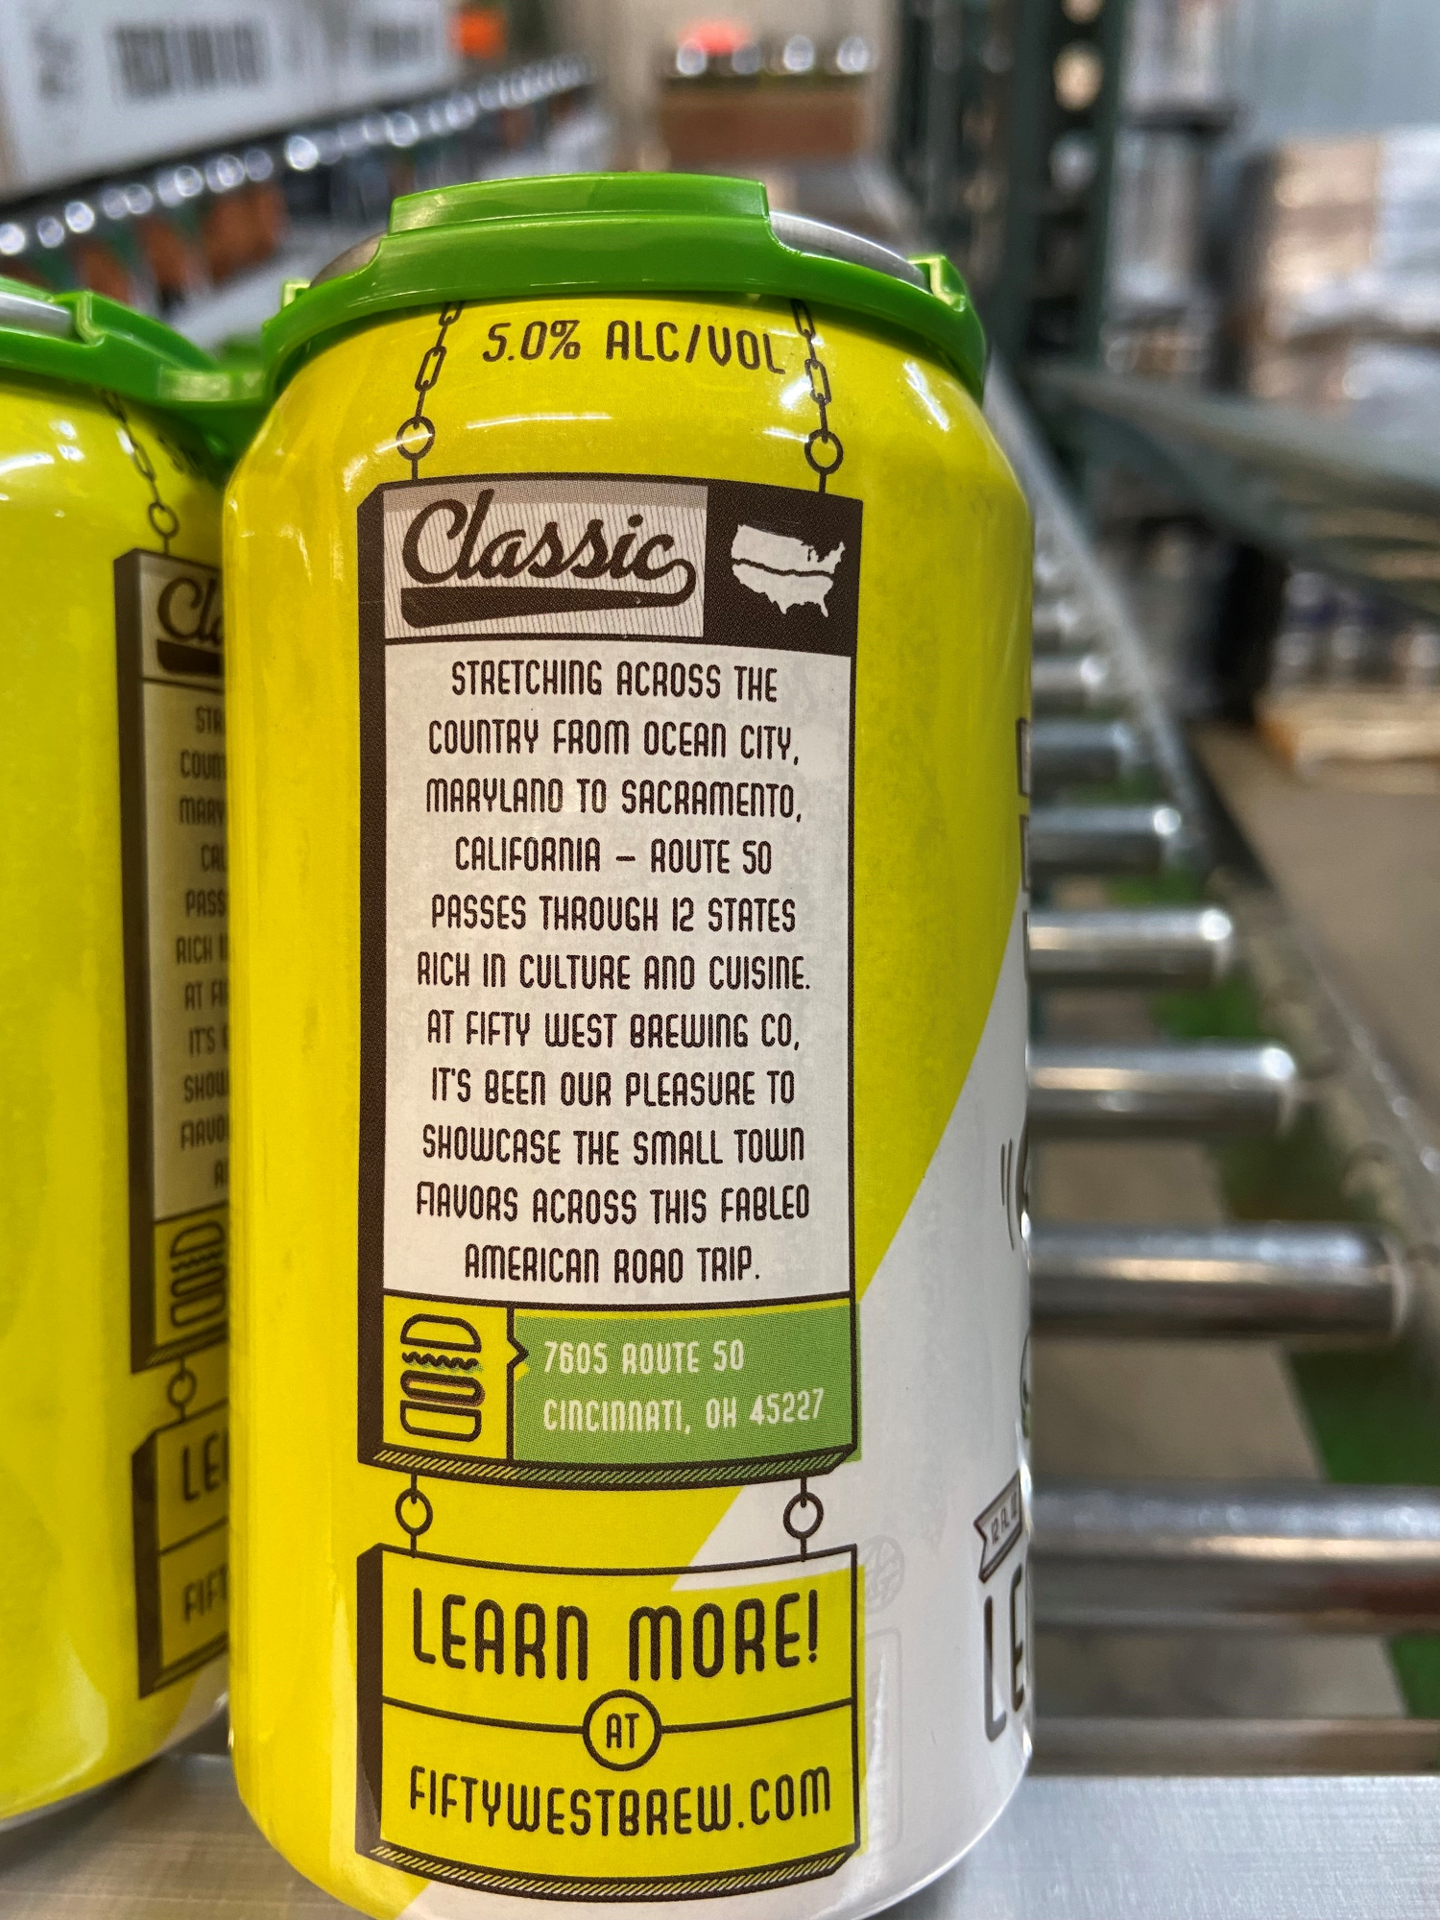 5.0% ALC/VOL
Classic
STRETCHING ACROSS THE
COUNTRY FROM OCEAN CITY,
MARYLAND TO SACRAMENTO,
CALIFORNIA – ROUTE 50
PASSES THROUGH 12 STATES
RICH IN CULTURE AND CUISINE.
AT FIFTY WEST BREWING CO,
IT'S BEEN OUR PLEASURE TO
SHOWCASE THE SMALL TOWN
FLAVORS ACROSS THIS FABLED
AMERICAN ROAD TRIP.
7605 ROUTE 50
CINCINNATI, OH 45227
LEARN MORE!
AT
FIFTYWESTBREW.COM